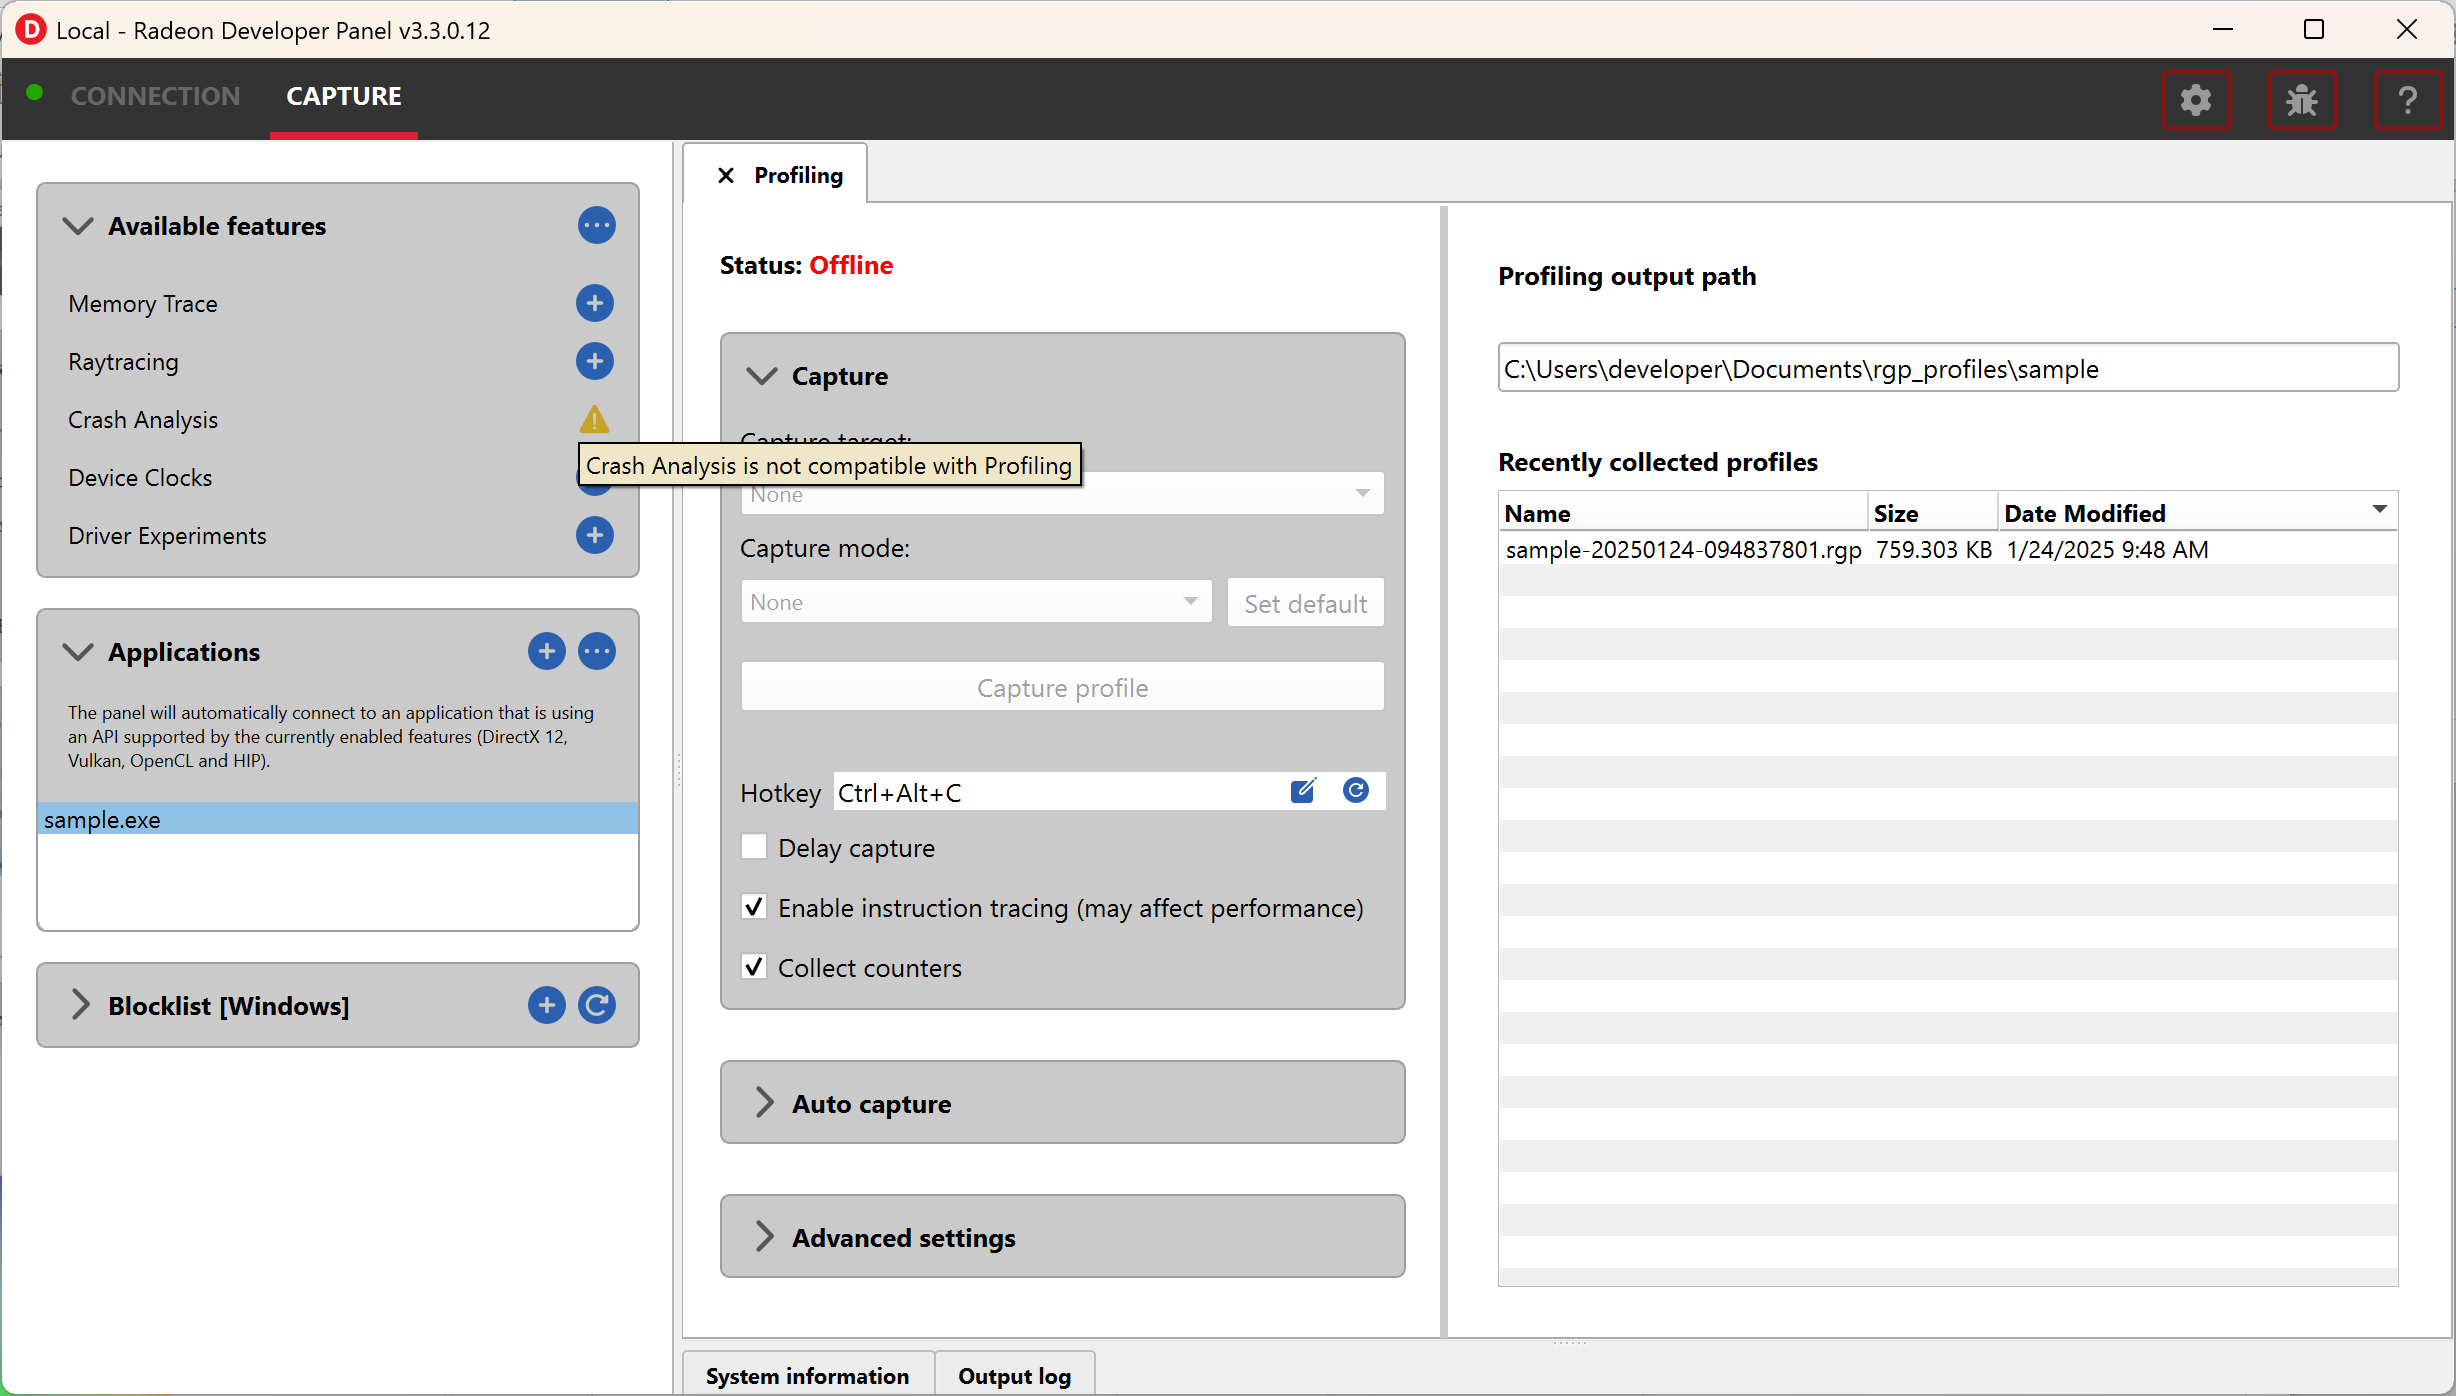 Local - Radeon Developer Panel v3.3.0.12
CONNECTION
CAPTURE
?
Available features
Memory Trace
Raytracing
Crash Analysis
Device Clocks
Driver Experiments
Applications
The panel will automatically connect to an application that is using
an API supported by the currently enabled features (DirectX 12,
Vulkan, OpenCL and HIP).
sample.exe
Blocklist [Windows]
Profiling
Status: Offline
Capture
Capture target:
Crash Analysis is not compatible with Profiling
None
Capture mode:
None
Set default
Capture profile
Hotkey
Ctrl+Alt+C
Delay capture
Enable instruction tracing (may affect performance)
Collect counters
Auto capture
Advanced settings
Profiling output path
C:\Users\developer\Documents\rgp_profiles\sample
Recently collected profiles
Name Size Date Modified
sample-20250124-094837801.rgp 759.303 KB 1/24/2025 9:48 AM
System information
Output log